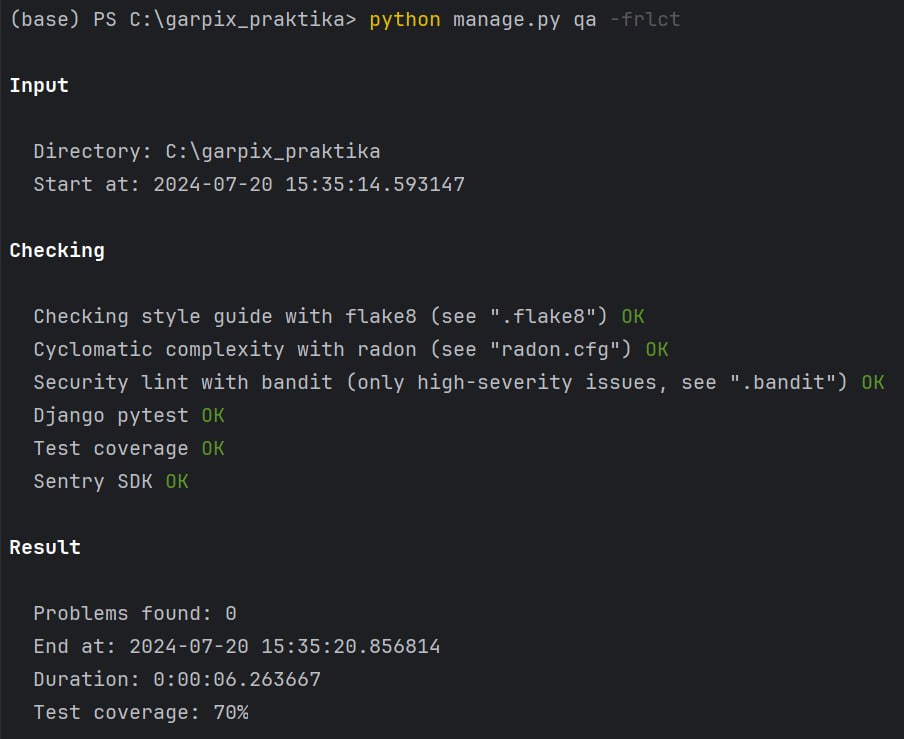 (base) PS C:\garpix_praktika> python manage.py qa -frlct
Input
Directory: C:\garpix_praktika
Start at: 2024-07-20 15:35:14.593147
Checking
Checking style guide with flake8 (see ".flake8") OK
Cyclomatic complexity with radon (see "radon.cfg") OK
Security lint with bandit (only high-severity issues, see ".bandit") OK
Django pytest OK
Test coverage OK
Sentry SDK OK
Result
Problems found: 0
End at: 2024-07-20 15:35:20.856814
Duration: 0:00:06.263667
Test coverage: 70%